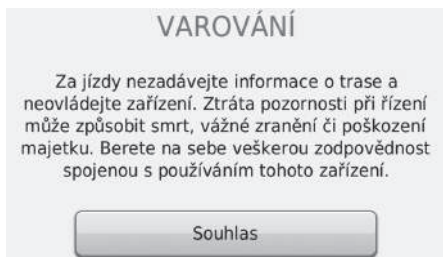 VAROVÁNÍ
Za jízdy nezadávejte informace o trase a
neovládejte zařízení. Ztráta pozornosti při řízení
může způsobit smrt, vážné zranění či poškození
majetku. Berete na sebe veškerou zodpovědnost
spojenou s používáním tohoto zařízení.
Souhlas